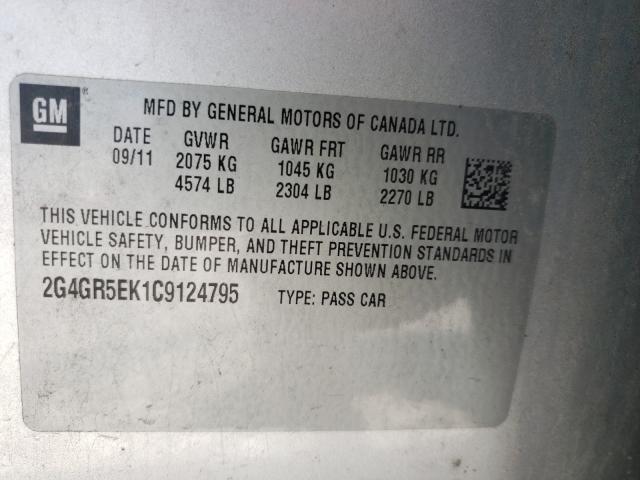 GM®
MFD BY GENERAL MOTORS OF CANADA LTD.
DATE GVWR GAWR FRT GAWR RR
09/11 2075 KG 1045 KG 1030 KG
4574 LB 2304 LB 2270 LB
THIS VEHICLE CONFORMS TO ALL APPLICABLE U.S. FEDERAL MOTOR
VEHICLE SAFETY, BUMPER, AND THEFT PREVENTION STANDARDS IN
EFFECT ON THE DATE OF MANUFACTURE SHOWN ABOVE.
2G4GR5EK1C9124795 TYPE: PASS CAR